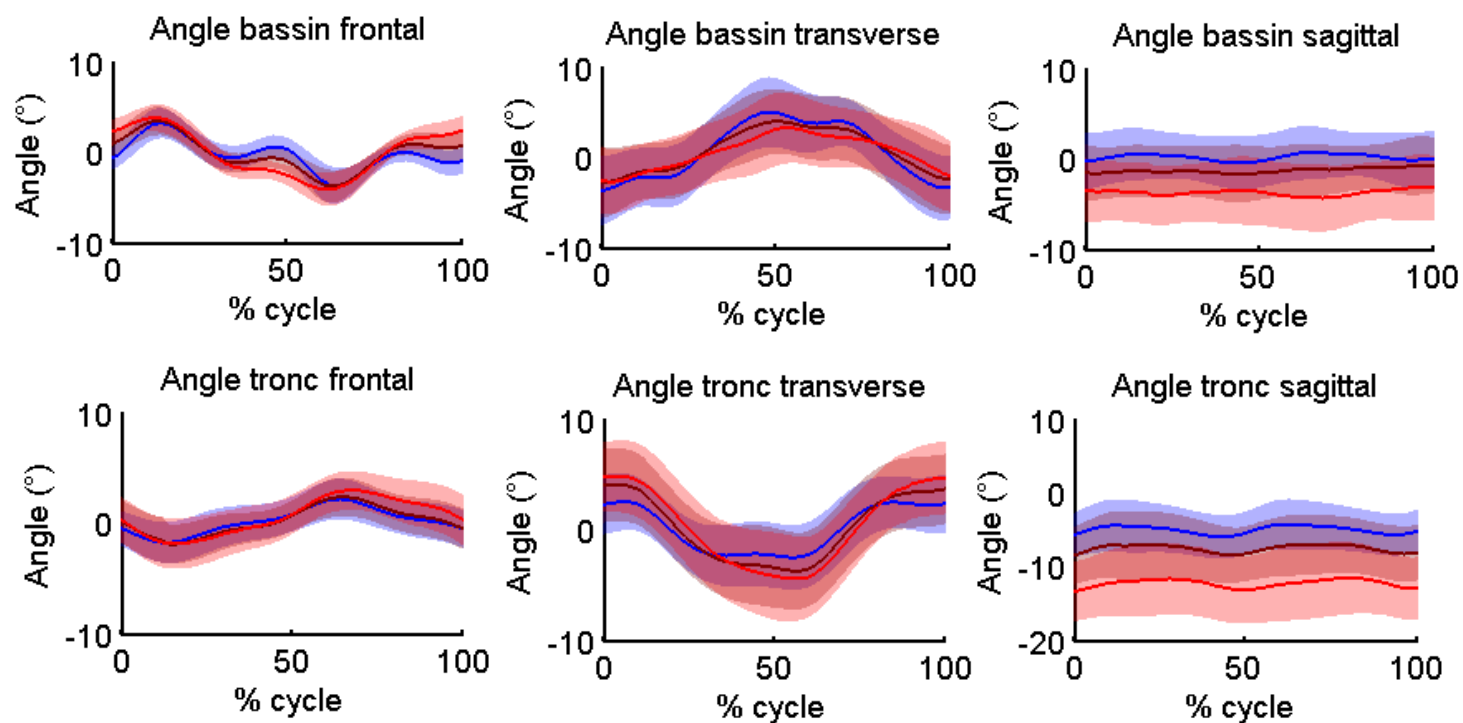 Angle bassin frontal
Angle bassin transverse
Angle bassin sagittal
10
0
-10
Angle (°)
0
50
100
% cycle
10
0
-10
Angle (°)
0
50
100
% cycle
10
0
-10
Angle (°)
0
50
100
% cycle
Angle tronc frontal
Angle tronc transverse
Angle tronc sagittal
10
0
-10
Angle (°)
0
50
100
% cycle
10
0
-10
Angle (°)
0
50
100
% cycle
10
0
-10
-20
Angle (°)
0
50
100
% cycle